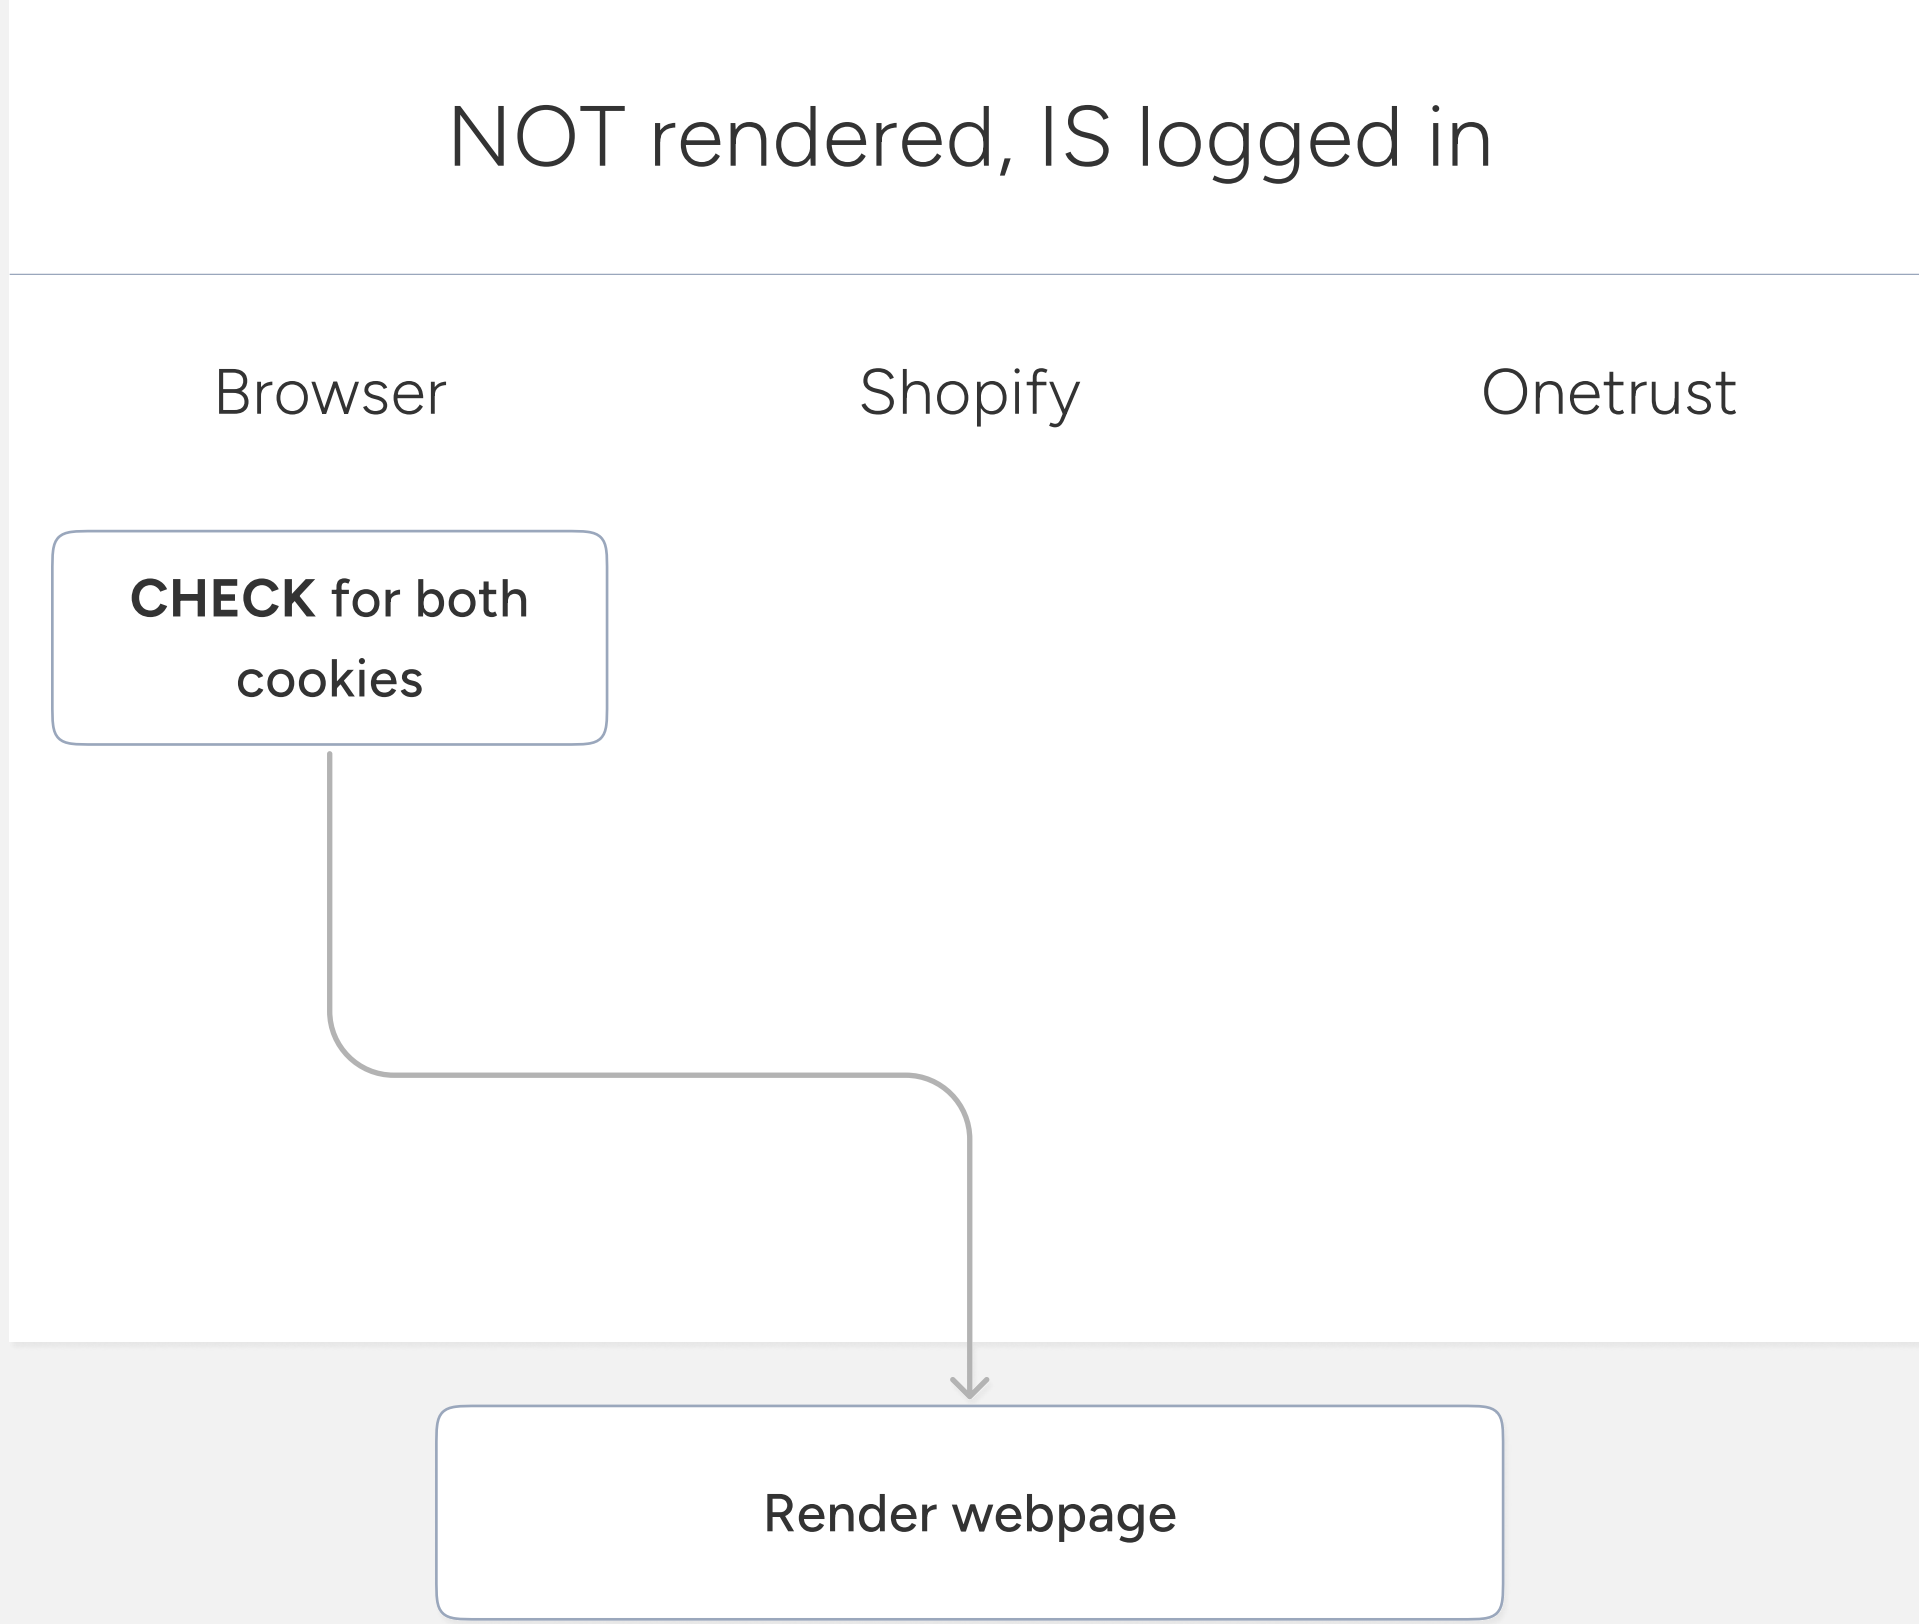 NOT rendered, IS logged in
Browser
Shopify
Onetrust
CHECK for both
cookies
Render webpage